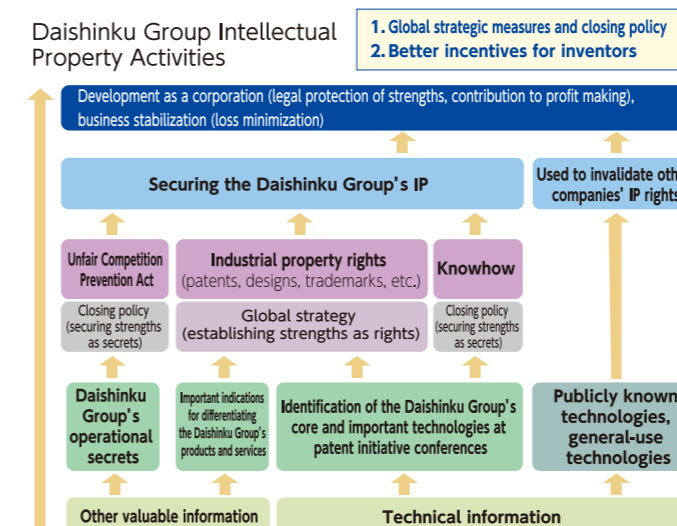 Daishinku Group Intellectual
Property Activities
1. Global strategic measures and closing policy
2. Better incentives for inventors
Development as a corporation (legal protection of strengths, contribution to profit making),
business stabilization (loss minimization)
Securing the Daishinku Group's IP
Used to invalidate
companies' IP rights
Unfair Competition
Prevention Act
Industrial property rights
(patents, designs, trademarks, etc.)
Knowhow
Closing policy
(securing strengths
as secrets)
Global strategy
(establishing strengths as rights)
Closing policy
(securing strengths
as secrets)
Daishinku
Group's
operational
secrets
Important indications
for differentiating
the Daishinku Group's
products and services
Identification of the Daishinku Group's
core and important technologies at
patent initiative conferences
Publicly known
technologies,
general-use
technologies
Other valuable information
Technical information